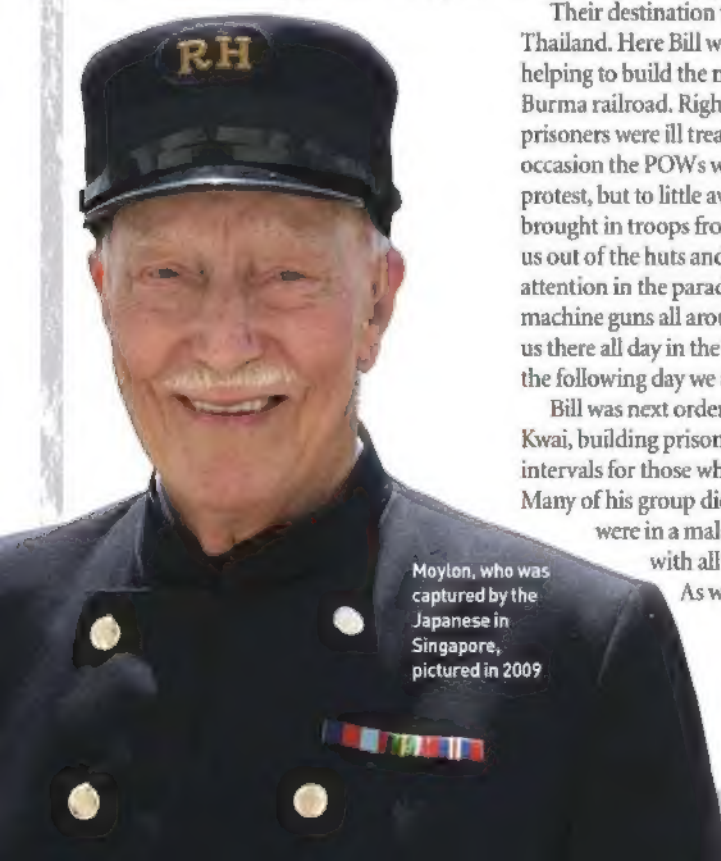 RH
Their destination
Thailand. Here Bill w
helping to build the n
Burma railroad. Righ
prisoners were ill trea
occasion the POWs w
protest, but to little av
brought in troops fro
us out of the huts and
attention in the parad
machine guns all arou
us there all day in the
the following day we
Bill was next order
Kwai, building prison
intervals for those wh
Many of his group die
were in a mal
with all
As w
Moylon, who was
captured by the
Japanese in
Singapore,
pictured in 2009